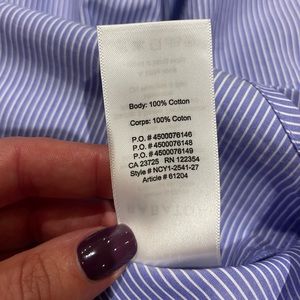 Body: 100% Cotton
Corps: 100% Coton
P.O. # 4500076146
P.O. # 4500076148
P.O. # 4500076149
CA 23725 RN 122354
Style # NCY1-2541-27
Article # 61204